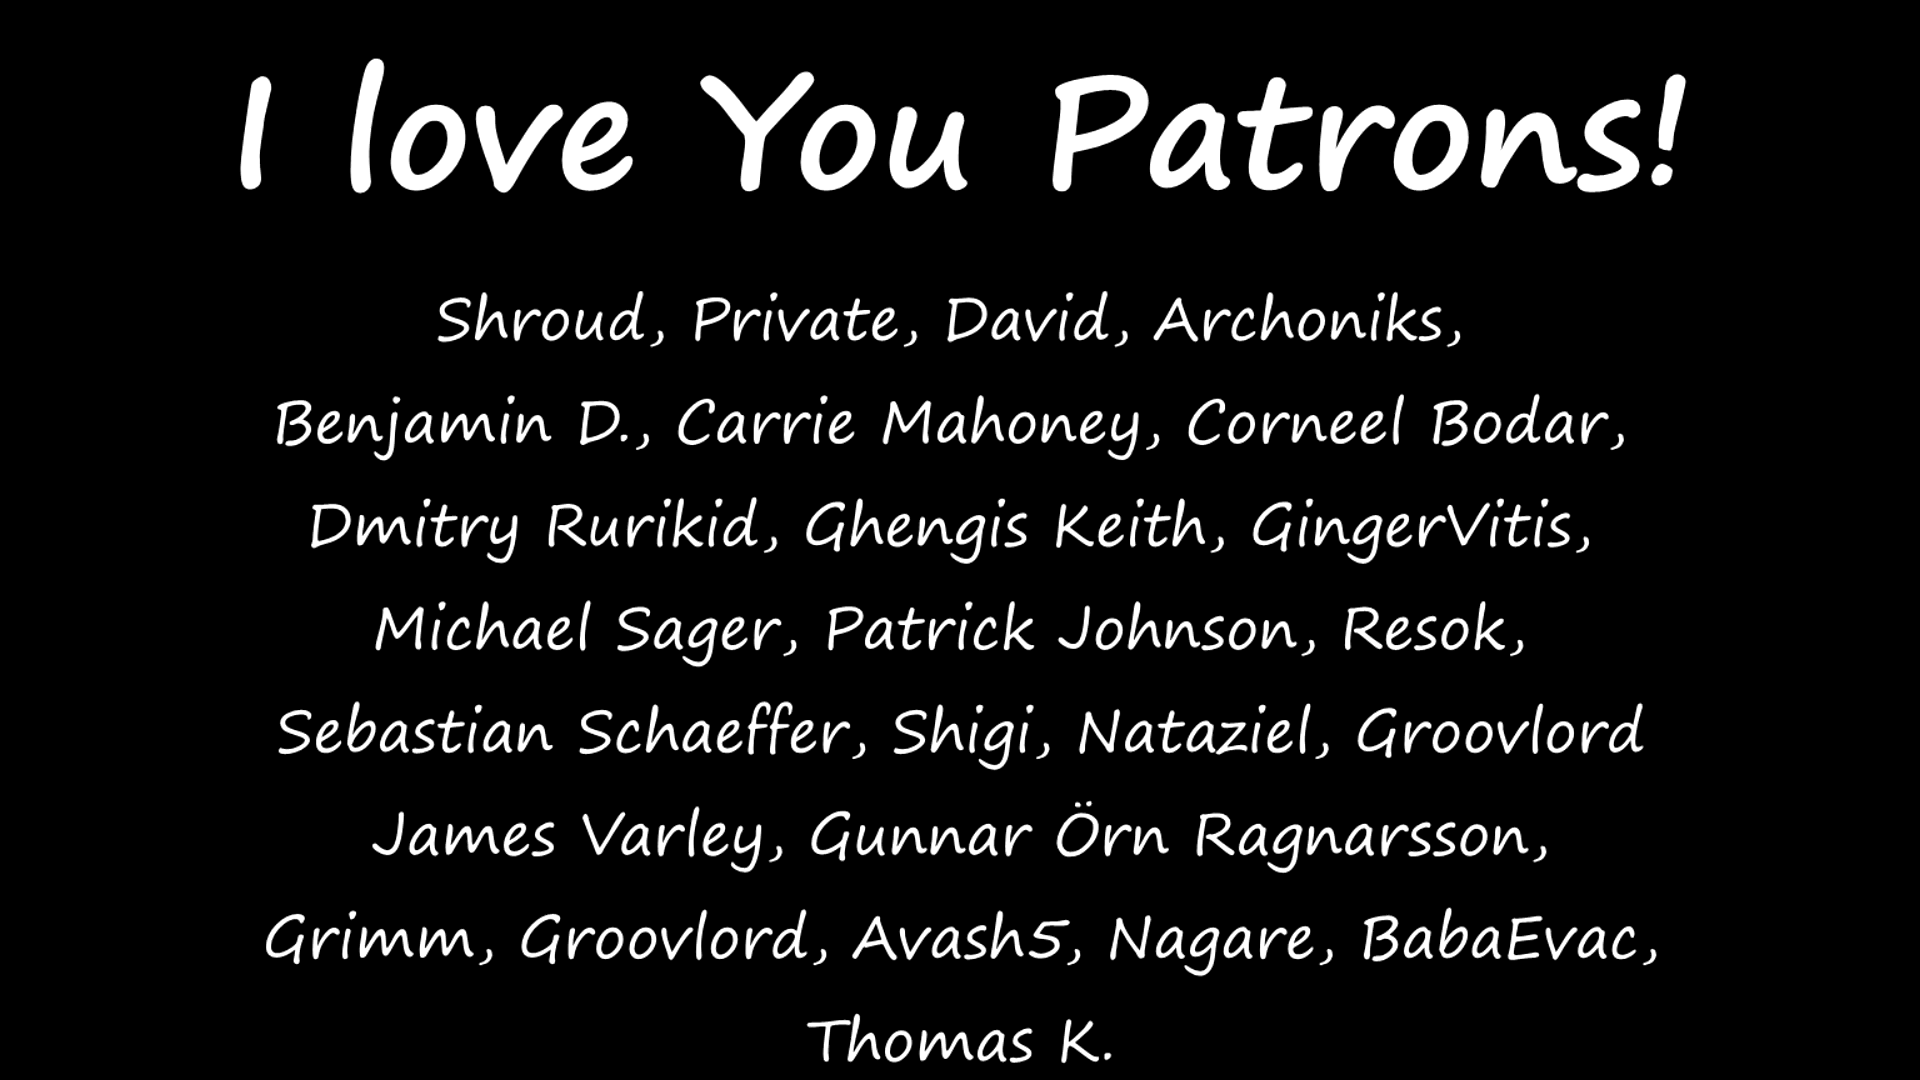 I love You Patrons!
Shroud, Private, David, Archoniks,
Benjamin D., Carrie Mahoney, Corneel Bodar,
Dmitry Rurikid, Ghengis Keith, GingerVitis,
Michael Sager, Patrick Johnson, Resok,
Sebastian Schaeffer, Shigi, Nataziel, Groovlord
James Varley, Gunnar Örn Ragnarsson,
Grimm, Groovlord, Avash5, Nagare, BabaEvac,
Thomas K.